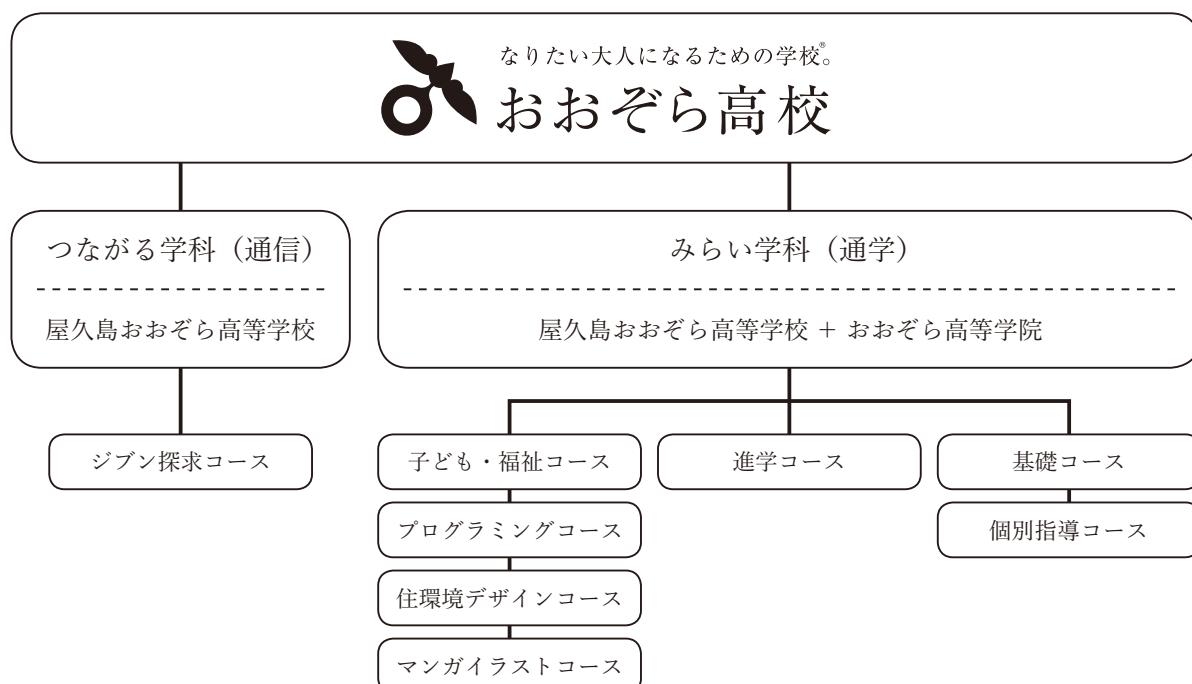 なりたい大人になるための学校®。
おおぞら高校
つながる学科（通信）
屋久島おおぞら高等学校
ジブン探求コース
みらい学科（通学）
屋久島おおぞら高等学校 ＋ おおぞら高等学院
子ども・福祉コース
プログラミングコース
住環境デザインコース
マンガイラストコース
進学コース
基礎コース
個別指導コース